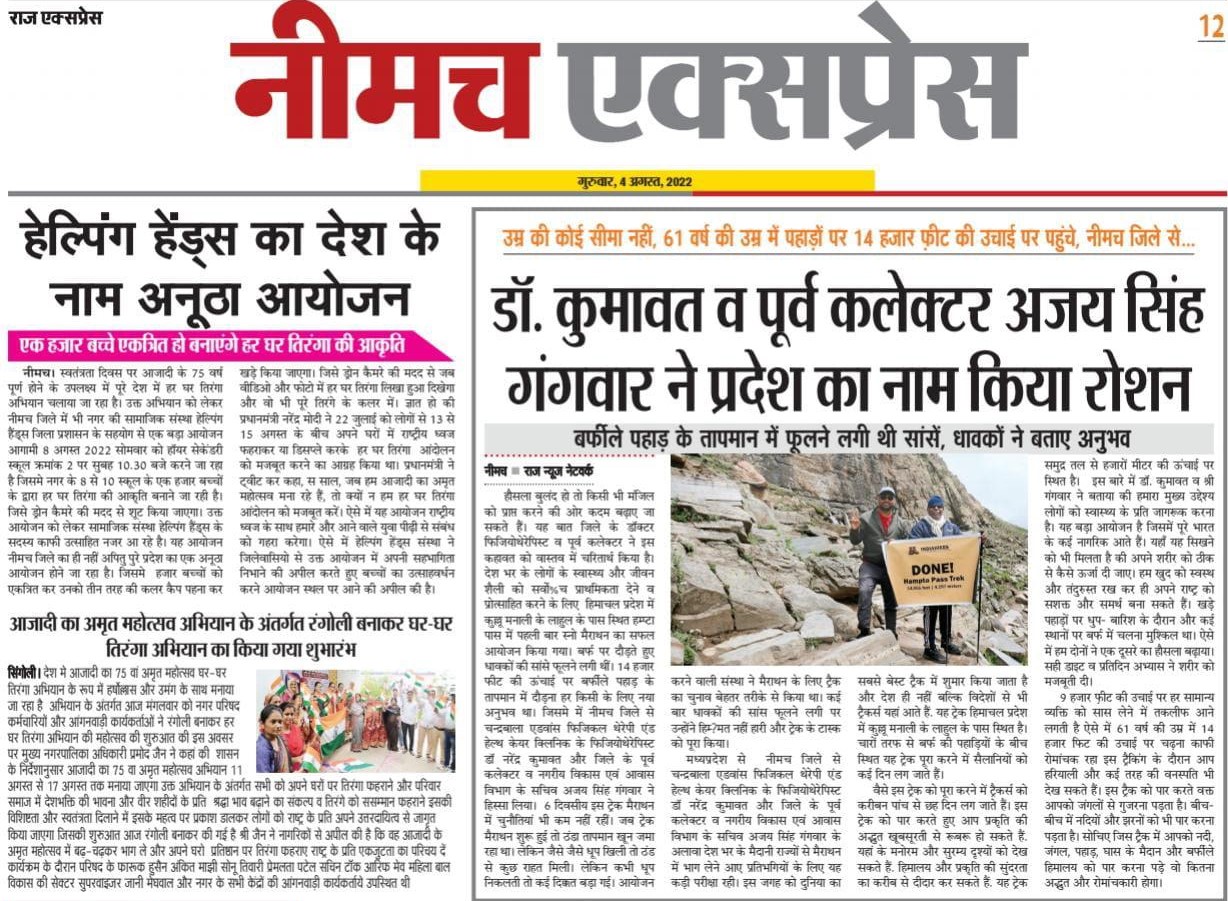 राज एक्सप्रेस
12
नीमच एक्सप्रेस
गुरुवार, 4 अगस्त, 2022
हेल्पिंग हेंड्स का देश के
नाम अनूठा आयोजन
एक हजार बच्चे एकत्रित हो बनाएंगे हर घर तिरंगा की आकृति
नीमच। स्वतंत्रता दिवस पर आजादी के 75 वर्ष
पूर्ण होने के उपलक्ष्य में पूरे देश में हर घर तिरंगा
अभियान चलाया जा रहा है। उक्त अभियान को लेकर
नीमच जिले में भी नगर की सामाजिक संस्था हेल्पिंग
हैंड्स जिला प्रशासन के सहयोग से एक बड़ा आयोजन
आगामी 8 अगस्त 2022 सोमवार को हॉयर सेकेंडरी
स्कूल क्रमांक 2 पर सुबह 10.30 बजे करने जा रहा
है जिसमे नगर के 8 से 10 स्कूल के एक हजार बच्चों
के द्वारा हर घर तिरंगा की आकृति बनाने जा रही है।
जिसे ड्रोन कैमरे की मदद से शूट किया जाएगा। उक्त
आयोजन को लेकर सामाजिक संस्था हेल्पिंग हैंड्स के
सदस्य काफी उत्साहित नजर आ रहे है। यह आयोजन
नीमच जिले का ही नहीं अपितु पुरे प्रदेश का एक अनूठा
आयोजन होने जा रहा है। जिसमे हजार बच्चों को
एकत्रित कर उनको तीन तरह की कलर कैप पहना कर
खड़े किया जाएगा। जिसे ड्रोन कैमरे की मदद से जब
वीडिओ और फोटो में हर घर तिरंगा लिखा हुआ दिखेगा
और वो भी पूरे तिरंगे के कलर में। ज्ञात हो की
प्रधानमंत्री नरेंद्र मोदी ने 22 जुलाई को लोगों से 13 से
15 अगस्त के बीच अपने घरों में राष्ट्रीय ध्वज
फहराकर या डिसप्ले करके हर घर तिरंगा आंदोलन
को मजबूत करने का आग्रह किया था। प्रधानमंत्री ने
ट्वीट कर कहा, स साल, जब हम आजादी का अमृत
महोत्सव मना रहे हैं, तो क्यों न हम हर घर तिरंगा
आंदोलन को मजबूत करें। ऐसे में यह आयोजन राष्ट्रीय
ध्वज के साथ हमारे और आने वाले युवा पीढ़ी से संबंध
को गहरा करेगा। ऐसे में हेल्पिंग हैंड्स संस्था ने
जिलेवासियो से उक्त आयोजन में अपनी सहभागिता
निभाने की अपील करते हुए बच्चों का उत्साहवर्धन
करने आयोजन स्थल पर आने की अपील की है।
आजादी का अमृत महोत्सव अभियान के अंतर्गत रंगोली बनाकर घर-घर
तिरंगा अभियान का किया गया शुभारंभ
सिंगोली। देश मे आजादी का 75 वां अमृत महोत्सव घर-घर
तिरंगा अभियान के रूप में हर्षोल्लास और उमंग के साथ मनाया
जा रहा है अभियान के अंतर्गत आज मंगलवार को नगर परिषद
कर्मचारियों और आंगनवाड़ी कार्यकर्ताओं ने रंगोली बनाकर हर
घर तिरंगा अभियान की महोत्सव की शुरुआत की इस अवसर
पर मुख्य नगरपालिका अधिकारी प्रमोद जैन ने कहा की शासन
के निर्देशानुसार आजादी का 75 वा अमृत महोत्सव अभियान 11
अगस्त से 17 अगस्त तक मनाया जाएगा उक्त अभियान के अंतर्गत सभी को अपने घरों पर तिरंगा फहराने और परिवार
समाज में देशभक्ति की भावना और वीर शहीदों के प्रति श्रद्धा भाव बढ़ाने का संकल्प व तिरंगे को ससम्मान फहराने इसकी
विशिष्टता और स्वतंत्रता दिलाने में इसके महत्व पर प्रकाश डालकर लोगों को राष्ट्र के प्रति अपने उत्तरदायित्व से जागृत
किया जाएगा जिसकी शुरुआत आज रंगोली बनाकर की गई है श्री जैन ने नागरिकों से अपील की है कि वह आजादी के
अमृत महोत्सव में बढ़-चढ़कर भाग ले और अपने घरो प्रतिष्ठान पर तिरंगा फहराए राष्ट्र के प्रति एकजुटता का परिचय दें
कार्यक्रम के दौरान परिषद के फारूक हुसैन अंकित माझी सोनू तिवारी प्रेमलता पटेल सचिन टॉक आरिफ मेव महिला बाल
विकास की सेक्टर सुपरवाइजर जानी मेघवाल और नगर के सभी केंद्रों की आंगनवाड़ी कार्यकर्ताये उपस्थित थी
उम्र की कोई सीमा नहीं, 61 वर्ष की उम्र में पहाड़ों पर 14 हजार फ़ीट की उचाई पर पहुंचे, नीमच जिले से...
डॉ. कुमावत व पूर्व कलेक्टर अजय सिंह
गंगवार ने प्रदेश का नाम किया रोशन
बर्फीले पहाड़ के तापमान में फूलने लगी थी सांसें, धावकों ने बताए अनुभव
नीमच ■ राज न्यूज नेटवर्क
हौसला बुलंद हो तो किसी भी मंजिल
को प्राप्त करने की ओर कदम बढ़ाए जा
सकते हैं। यह बात जिले के डॉक्टर
फिजियोथेरेपिस्ट व पूर्व कलेक्टर ने इस
कहावत को वास्तव में चरितार्थ किया है।
देश भर के लोगों के स्वास्थ्य और जीवन
शैली को सर्वो%च प्राथमिकता देने व
प्रोत्साहित करने के लिए हिमाचल प्रदेश में
कुल्लू मनाली के लाहुल के पास स्थित हम्प्टा
पास में पहली बार स्नो मैराथन का सफल
आयोजन किया गया। बर्फ पर दौड़ते हुए
धावकों की सांसे फूलने लगी थीं। 14 हजार
फीट की ऊंचाई पर बर्फीले पहाड़ के
तापमान में दौड़ना हर किसी के लिए नया
अनुभव था। जिसमे में नीमच जिले से
चन्द्रबाला एडवांस फिजिकल थेरेपी एंड
हेल्थ केयर क्लिनिक के फिजियोथेरेपिस्ट
डॉ नरेंद्र कुमावत और जिले के पूर्व
कलेक्टर व नगरीय विकास एवं आवास
विभाग के सचिव अजय सिंह गंगवार ने
हिस्सा लिया। 6 दिवसीय इस ट्रेक मैराथन
में चुनौतियां भी कम नहीं रहीं। जब ट्रेक
मैराथन शुरू हुई तो ठंडा तापमान खून जमा
रहा था। लेकिन जैसे जैसे धूप खिली तो ठंड
से कुछ राहत मिली। लेकिन कभी धूप
निकलती तो कई दिक्कत बड़ा गई। आयोजन
INDIAHIKES
DONE!
Hampta Pass Trek
करने वाली संस्था ने मैराथन के लिए ट्रैक
का चुनाव बेहतर तरीके से किया था। कई
बार धावकों की सांस फूलने लगी पर
उन्होंने हिम्मत नहीं हारी और ट्रेक के टास्क
को पूरा किया।
मध्यप्रदेश से नीमच जिले से
चन्द्रबाला एडवांस फिजिकल थेरेपी एंड
हेल्थ केयर क्लिनिक के फिजियोथेरेपिस्ट
डॉ नरेंद्र कुमावत और जिले के पूर्व
कलेक्टर व नगरीय विकास एवं आवास
विभाग के सचिव अजय सिंह गंगवार के
अलावा देश भर के मैदानी राज्यों से मैराथन
में भाग लेने आए प्रतिभागियों के लिए यह
कड़ी परीक्षा रही। इस जगह को दुनिया का
सबसे बेस्ट ट्रैक में शुमार किया जाता है
और देश ही नहीं बल्कि विदेशों से भी
ट्रैकर्स यहां आते हैं. यह ट्रेक हिमाचल प्रदेश
में कुल्लू मनाली के लाहुल के पास स्थित है।
चारों तरफ से बर्फ की पहाड़ियों के बीच
स्थित यह ट्रेक पूरा करने में सैलानियों को
कई दिन लग जाते हैं।
वैसे इस ट्रैक को पूरा करने में ट्रैकर्स को
करीबन पांच से छह दिन लग जाते हैं। इस
ट्रेक को पार करते हुए आप प्रकृति की
अद्भुत खूबसूरती से रूबरू हो सकते हैं.
यहाँ के मनोरम और सुरम्य दृश्यों को देख
सकते हैं. हिमालय और प्रकृति की सुंदरता
का करीब से दीदार कर सकते हैं. यह ट्रेक
समुद्र तल से हजारों मीटर की ऊंचाई पर
स्थित है। इस बारे में डॉ. कुमावत व श्री
गंगवार ने बताया की हमारा मुख्य उद्देश्य
लोगों को स्वास्थ्य के प्रति जागरूक करना
है। यह बड़ा आयोजन है जिसमें पूरे भारत
के कई नागरिक आते हैं। यहाँ यह सिखने
को भी मिलता है की अपने शरीर को ठीक
से कैसे ऊर्जा दी जाए। हम खुद को स्वस्थ
और तंदुरुस्त रख कर ही अपने राष्ट्र को
सशक्त और समर्थ बना सकते हैं। खड़े
पहाड़ों पर धुप- बारिश के दौरान और कई
स्थानों पर बर्फ में चलना मुश्किल था। ऐसे
में हम दोनों ने एक दूसरे का हौसला बढ़ाया।
सही डाइट व प्रतिदिन अभ्यास ने शरीर को
मजबूती दी।
9 हजार फ़ीट की उचाई पर हर सामान्य
व्यक्ति को सास लेने में तकलीफ आने
लगती है ऐसे में 61 वर्ष की उम्र में 14
हजार फिट की उचाई पर चढ़ना काफी
रोमांचक रहा इस ट्रैकिंग के दौरान आप
हरियाली और कई तरह की वनस्पति भी
देख सकते हैं। इस ट्रैक को पार करते वक्त
आपको जंगलों से गुजरना पड़ता है। बीच-
बीच में नदियों और झरनों को भी पार करना
पड़ता है। सोचिए जिस ट्रैक में आपको नदी,
जंगल, पहाड़, घास के मैदान और बर्फीले
हिमालय को पार करना पड़े वो कितना
अद्भुत और रोमांचकारी होगा।